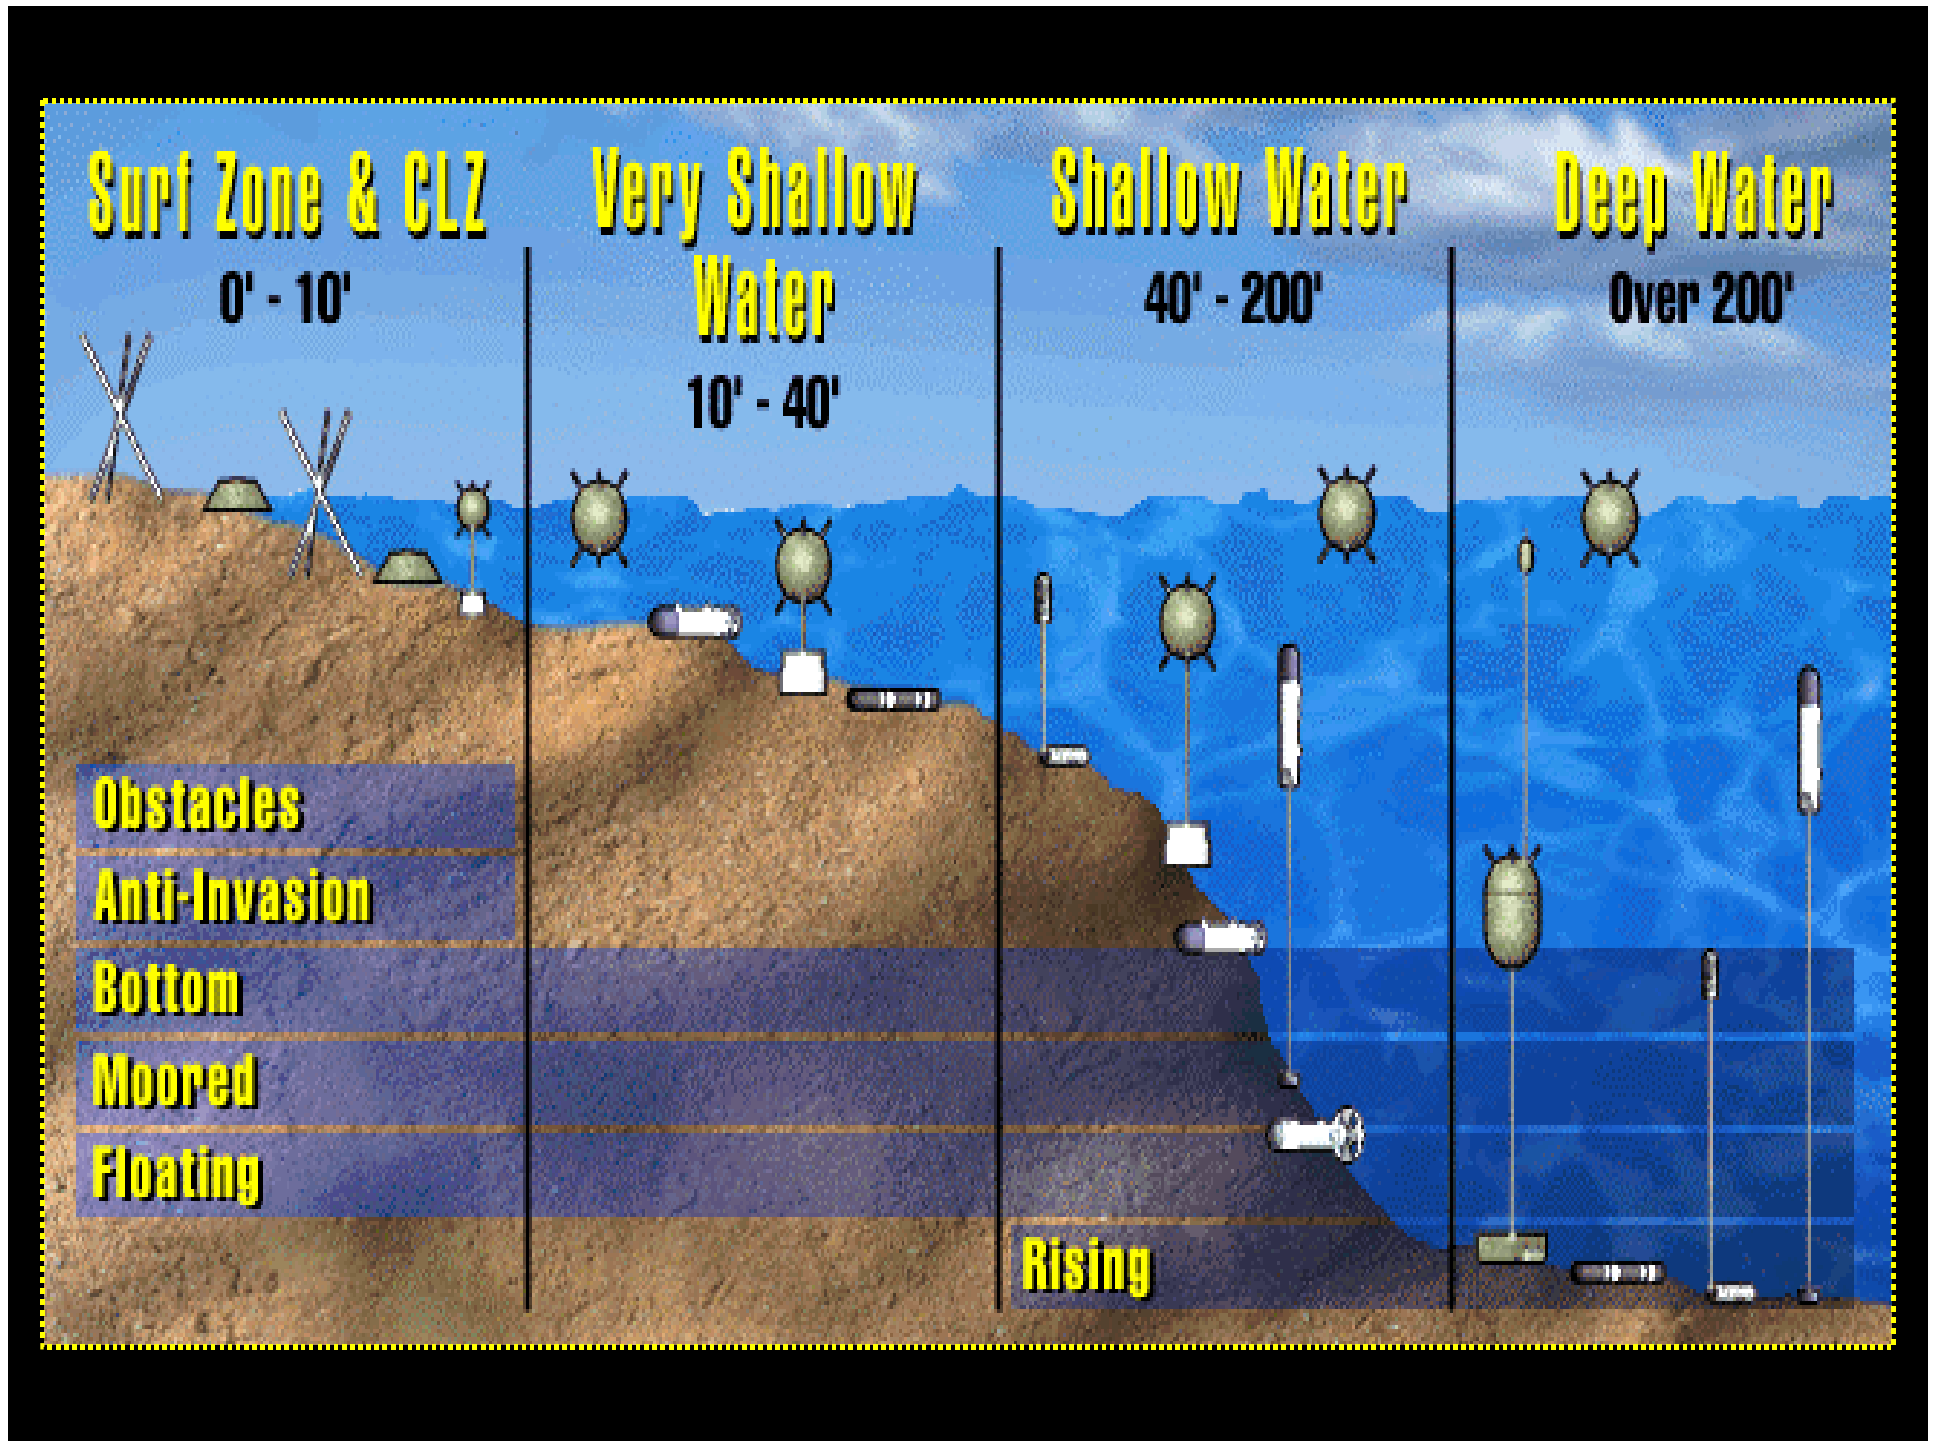 Surf Zone & CLZ
0' - 10'
Very Shallow
Water
10' - 40'
Shallow Water
40' - 200'
Deep Water
Over 200'
Obstacles
Anti-Invasion
Bottom
Moored
Floating
Rising